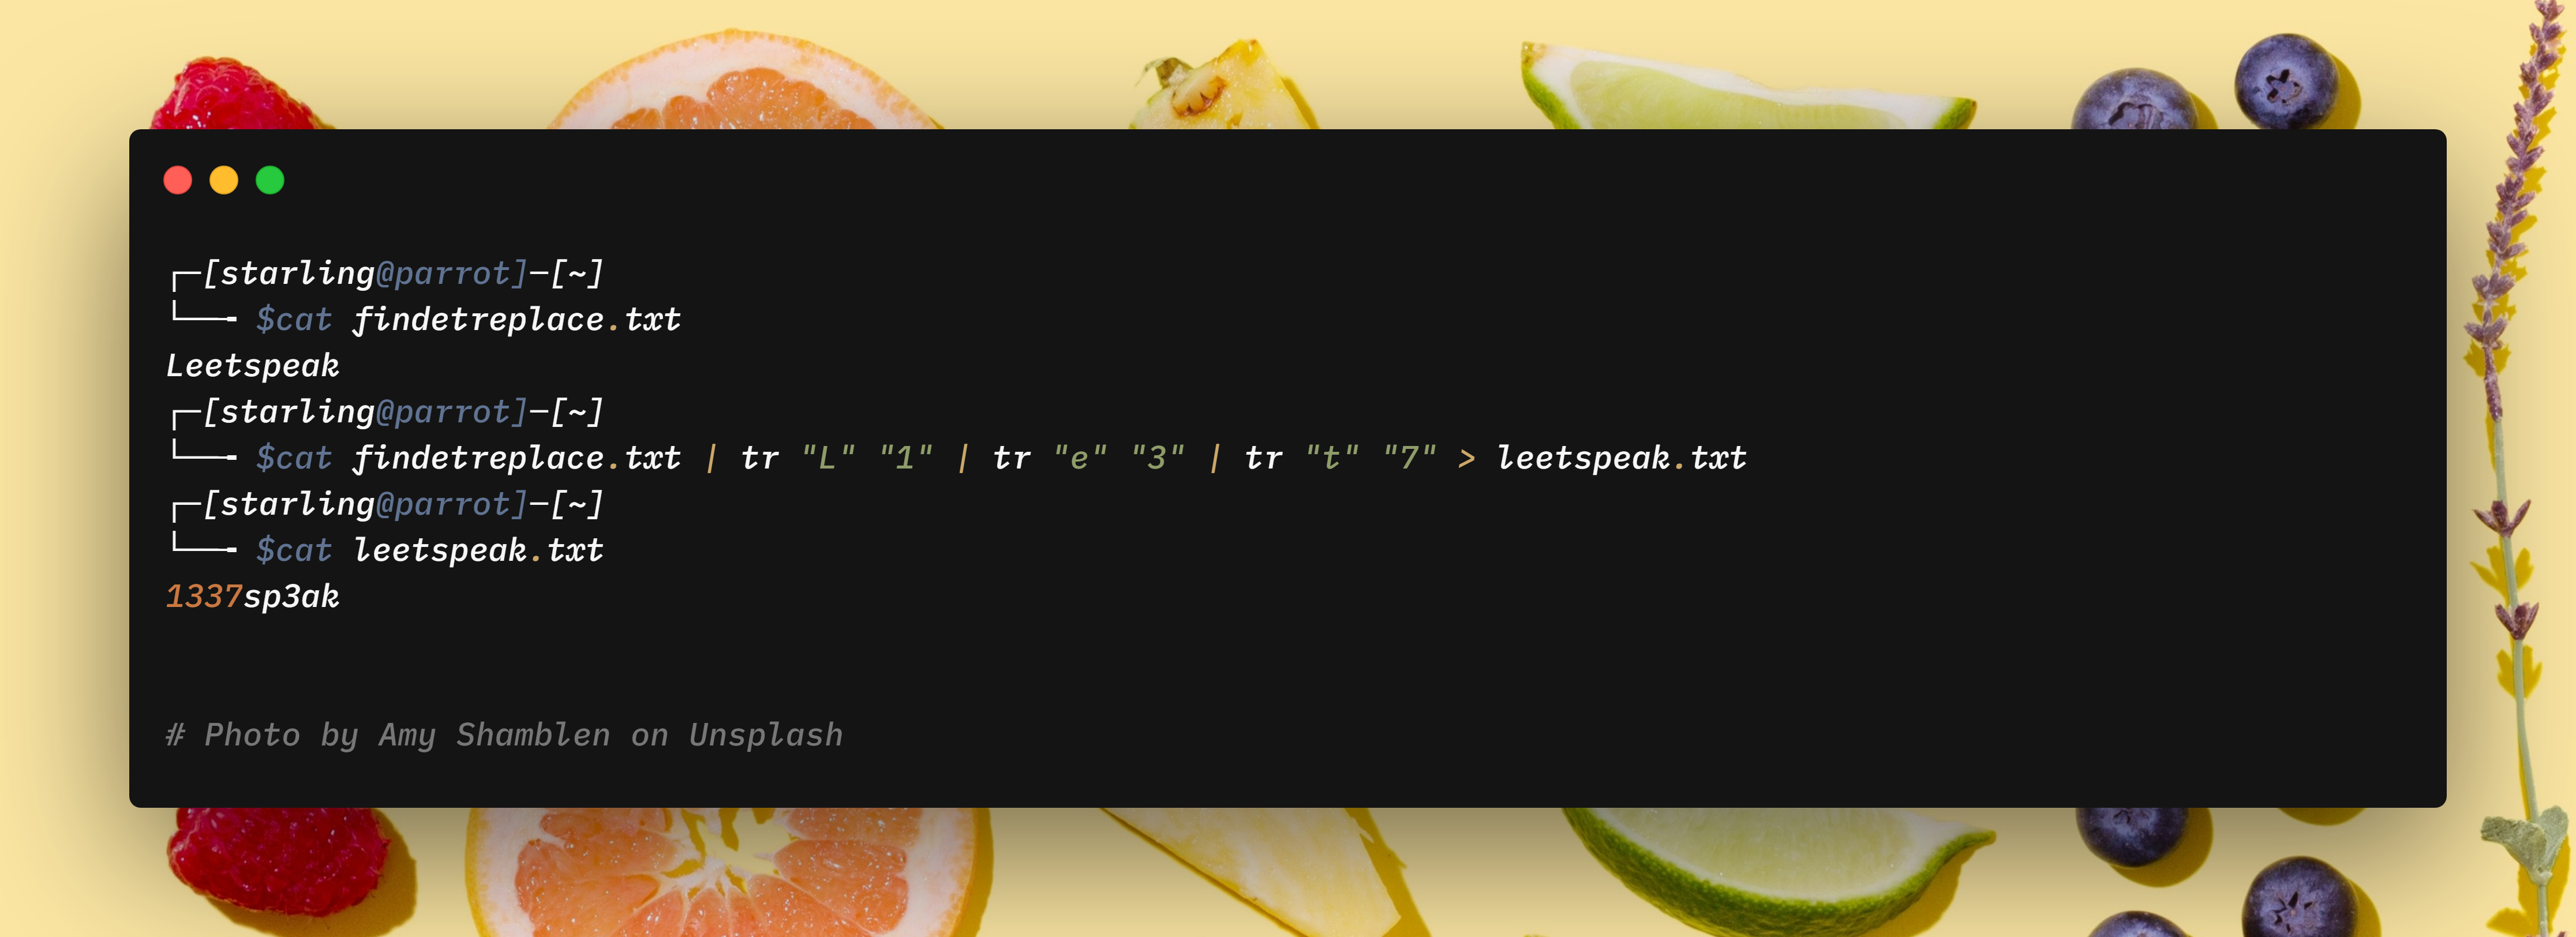 ┌─[starling@parrot]─[~]
└──╼ $cat findetreplace.txt
Leetspeak
┌─[starling@parrot]─[~]
└──╼ $cat findetreplace.txt | tr "L" "1" | tr "e" "3" | tr "t" "7" > leetspeak.txt
┌─[starling@parrot]─[~]
└──╼ $cat leetspeak.txt
1337sp3ak
# Photo by Amy Shamblen on Unsplash